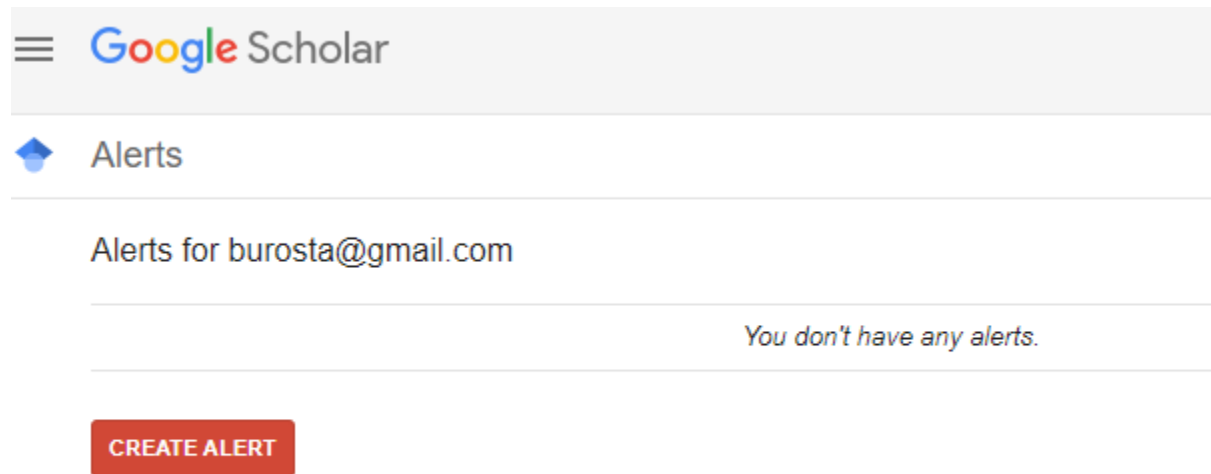 Google Scholar
Alerts
Alerts for burosta@gmail.com
You don't have any alerts.
CREATE ALERT